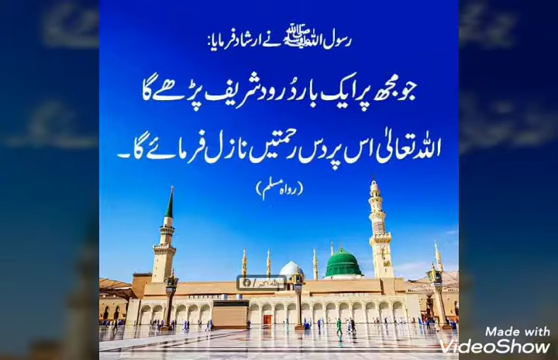 رسول اللہ ﷺ نے ارشاد فرمایا:
جو مجھ پر ایک بار دُرود شریف پڑھے گا
اللہ تعالیٰ اس پر دس رحمتیں نازل فرمائے گا۔
(رواہ مسلم)
Made with
VideoShow